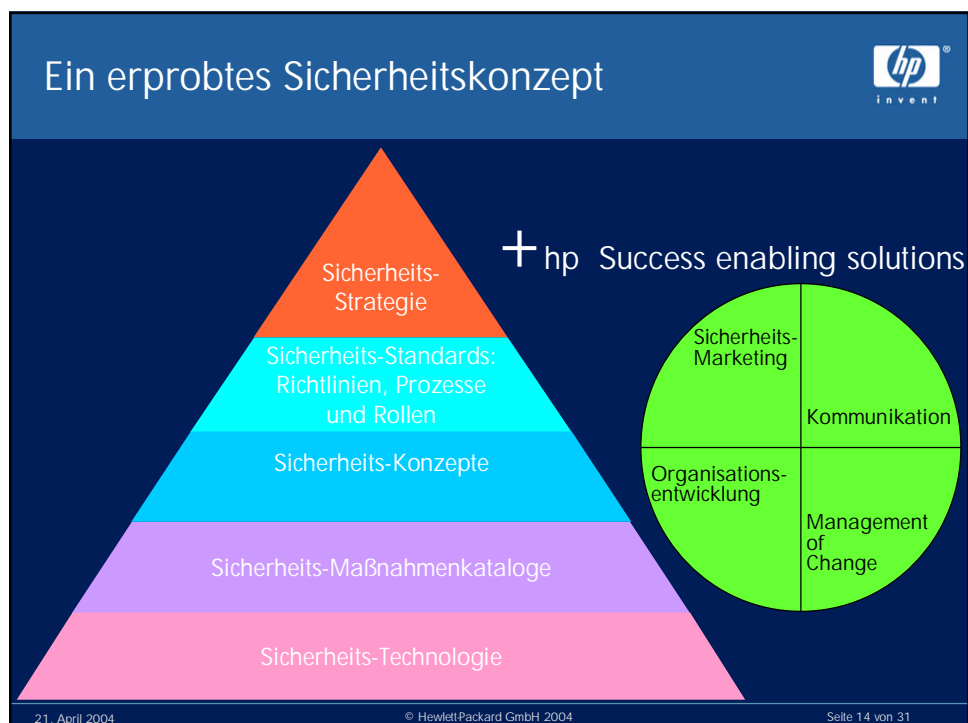 Ein erprobtes Sicherheitskonzept
hp ®
invent
Sicherheits-
Strategie
Sicherheits-Standards:
Richtlinien, Prozesse
und Rollen
Sicherheits-Konzepte
Sicherheits-Maßnahmenkataloge
Sicherheits-Technologie
+ hp Success enabling solutions
Sicherheits-
Marketing
Kommunikation
Organisations-
entwicklung
Management
of
Change
21. April 2004
© Hewlett-Packard GmbH 2004
Seite 14 von 31